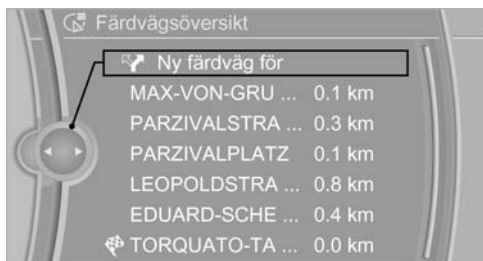 Färdvägsöversikt
Ny färdväg för
MAX-VON-GRU ... 0.1 km
PARZIVALSTRA ... 0.3 km
PARZIVALPLATZ 0.1 km
LEOPOLDSTRA ... 0.8 km
EDUARD-SCHE ... 0.4 km
TORQUATO-TA ... 0.0 km